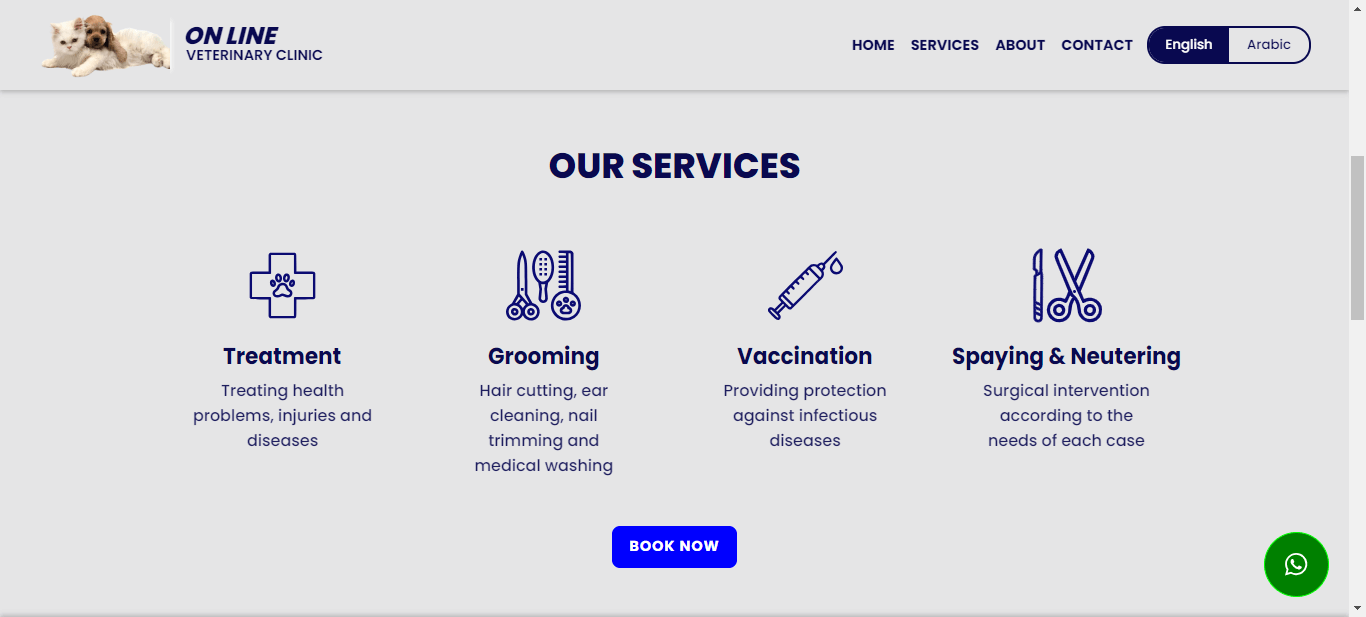 ON LINE
VETERINARY CLINIC
HOME SERVICES ABOUT CONTACT English Arabic
OUR SERVICES
Treatment
Treating health
problems, injuries and
diseases
Grooming
Hair cutting, ear
cleaning, nail
trimming and
medical washing
Vaccination
Providing protection
against infectious
diseases
Spaying & Neutering
Surgical intervention
according to the
needs of each case
BOOK NOW